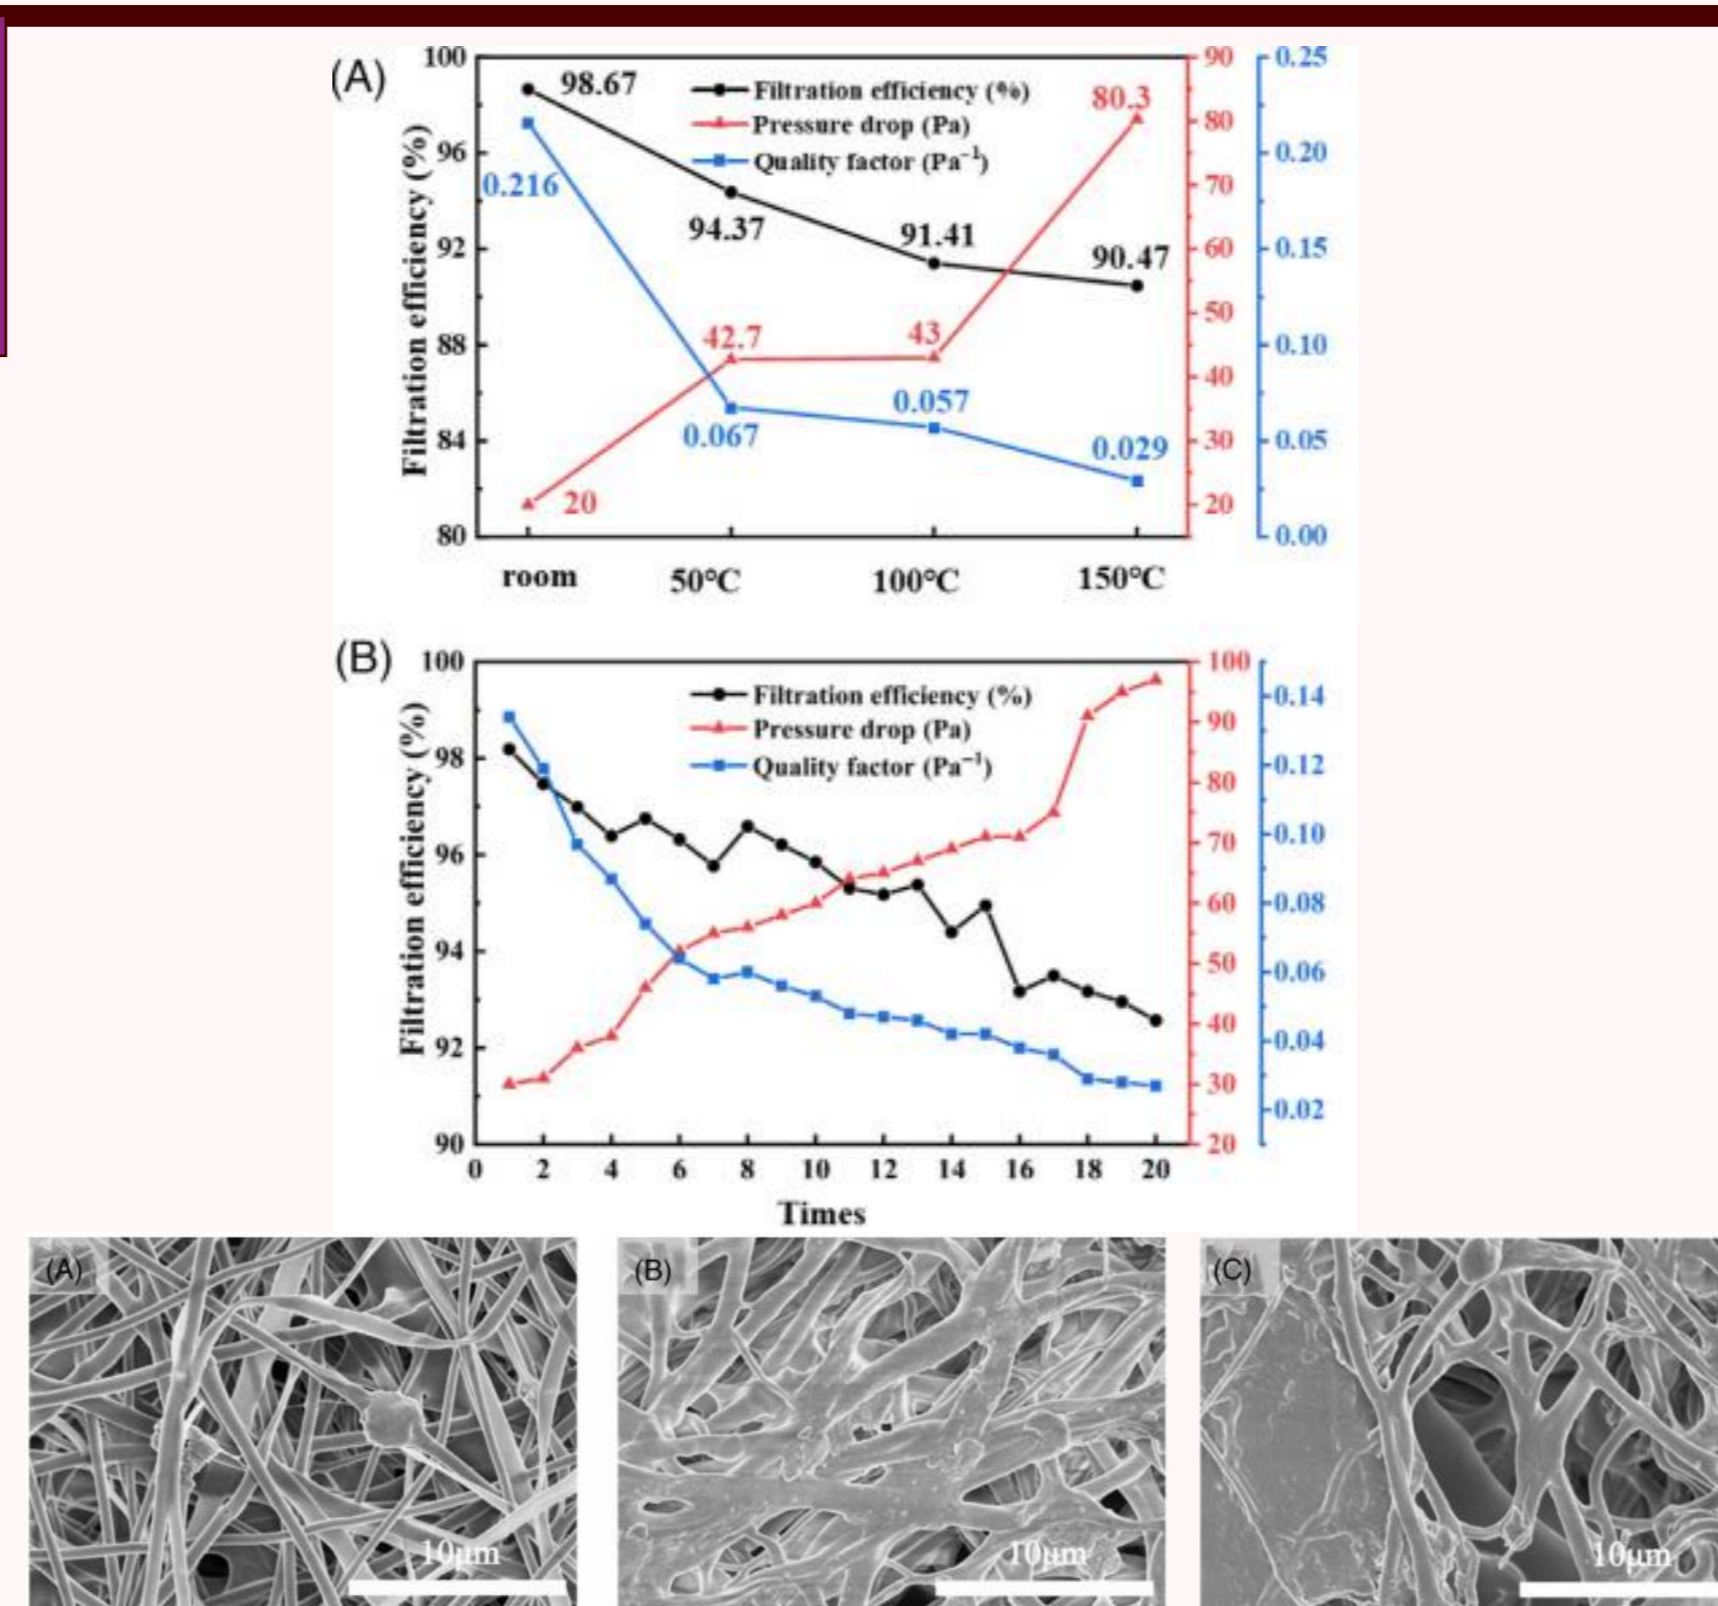 (A)
100
96
92
88
84
80
Filtration efficiency (%)
Filtration efficiency (%)
Pressure drop (Pa)
Quality factor (Pa⁻¹)
98.67
94.37
91.41
90.47
0.216
0.067
0.057
0.029
20
42.7
43
80.3
90
80
70
60
50
40
30
20
0.25
0.20
0.15
0.10
0.05
0.00
room
50°C
100°C
150°C
(B)
100
98
96
94
92
90
Filtration efficiency (%)
Filtration efficiency (%)
Pressure drop (Pa)
Quality factor (Pa⁻¹)
100
90
80
70
60
50
40
30
20
0.14
0.12
0.10
0.08
0.06
0.04
0.02
0 2 4 6 8 10 12 14 16 18 20
Times
(A)
10μm
(B)
10μm
(C)
10μm